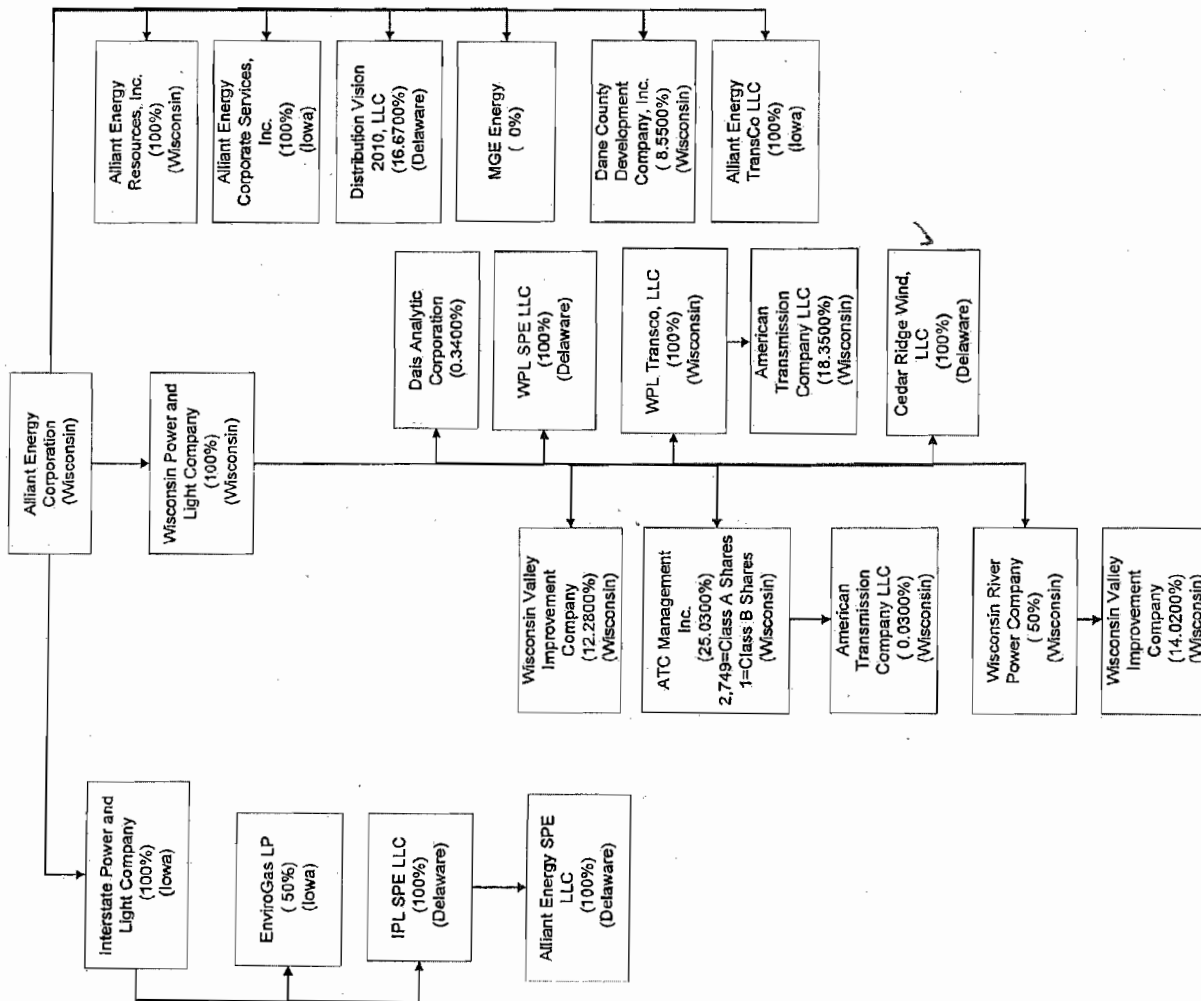 Alliant Energy
Corporation
(Wisconsin)
Interstate Power and
Light Company
(100%)
(Iowa)
EnviroGas LP
( 50%)
(Iowa)
IPL SPE LLC
(100%)
(Delaware)
Alliant Energy SPE
LLC
(100%)
(Delaware)
Wisconsin Power and
Light Company
(100%)
(Wisconsin)
Wisconsin Valley
Improvement
Company
(12.2800%)
(Wisconsin)
ATC Management
Inc.
(25.0300%)
2,749=Class A Shares
1=Class B Shares
(Wisconsin)
American
Transmission
Company LLC
( 0.0300%)
(Wisconsin)
Wisconsin River
Power Company
( 50%)
(Wisconsin)
Wisconsin Valley
Improvement
Company
(14.0200%)
(Wisconsin)
Dais Analytic
Corporation
(0.3400%)
WPL SPE LLC
(100%)
(Delaware)
WPL Transco, LLC
(100%)
(Wisconsin)
American
Transmission
Company LLC
(18.3500%)
(Wisconsin)
Cedar Ridge Wind,
LLC
(100%)
(Delaware)
Alliant Energy
Resources, Inc.
(100%)
(Wisconsin)
Alliant Energy
Corporate Services,
Inc.
(100%)
(Iowa)
Distribution Vision
2010, LLC
(16.6700%)
(Delaware)
MGE Energy
( 0%)
Dane County
Development
Company, Inc.
( 8.5500%)
(Wisconsin)
Alliant Energy
TransCo LLC
(100%)
(Iowa)